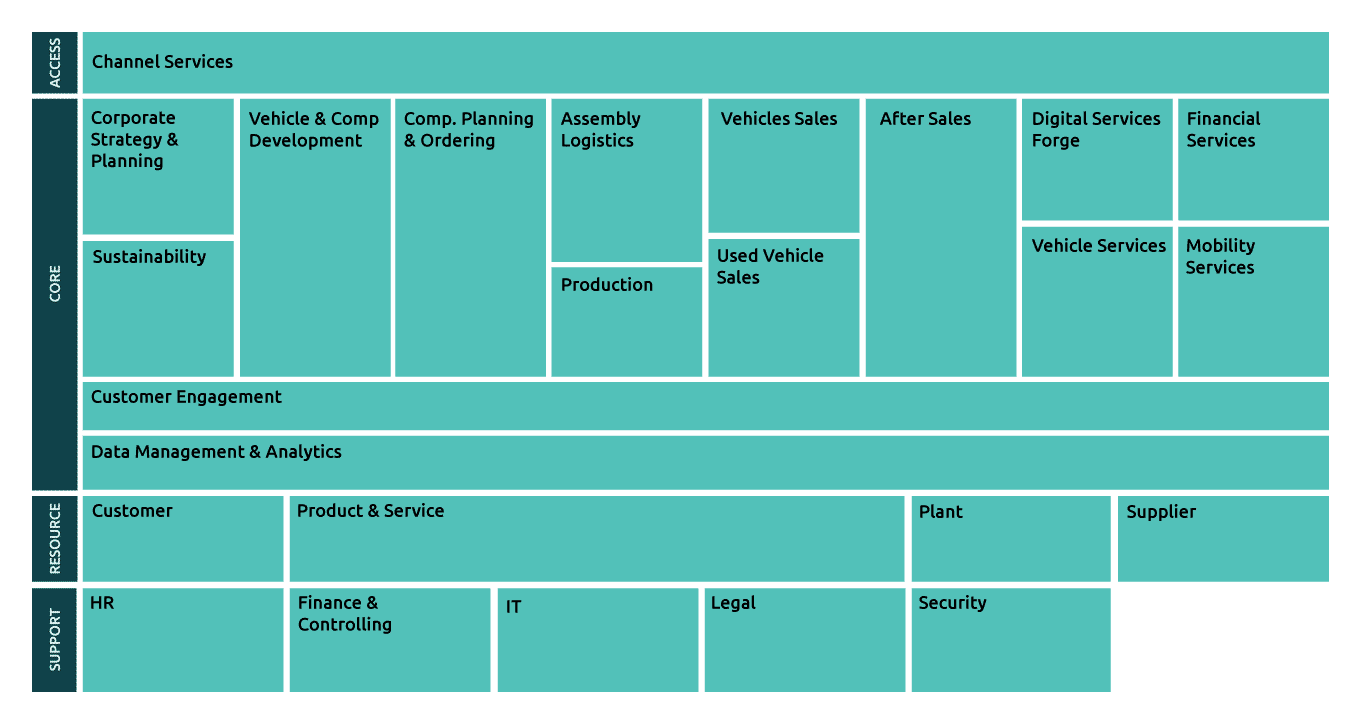 ACCESS
Channel Services
CORE
Corporate
Strategy &
Planning
Vehicle & Comp
Development
Comp. Planning
& Ordering
Assembly
Logistics
Vehicles Sales
After Sales
Digital Services
Forge
Financial
Services
Sustainability
Production
Used Vehicle
Sales
Vehicle Services
Mobility
Services
Customer Engagement
Data Management & Analytics
RESOURCE
Customer
Product & Service
Plant
Supplier
SUPPORT
HR
Finance &
Controlling
IT
Legal
Security